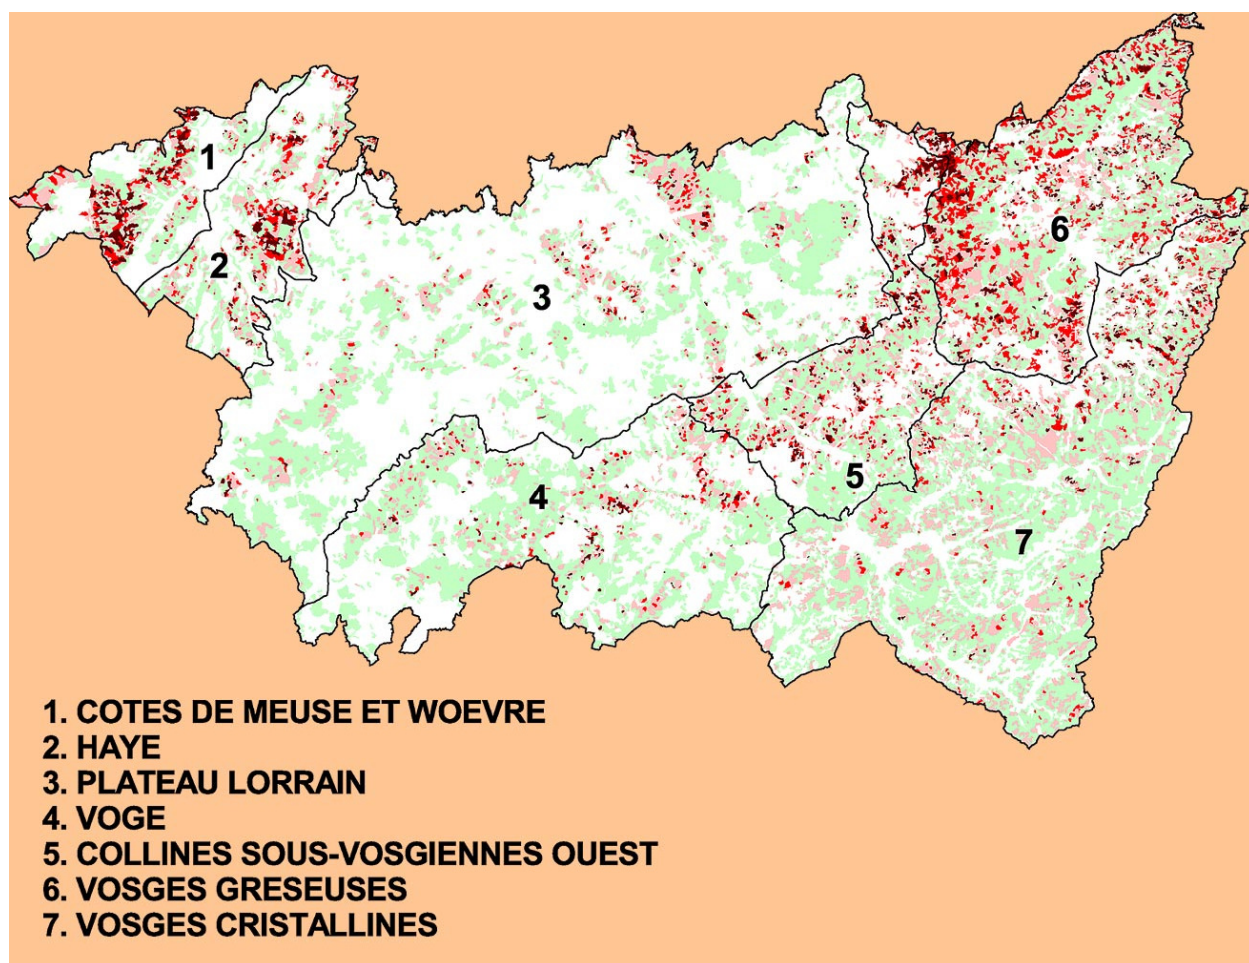 1
2
3
4
5
6
7
1. COTES DE MEUSE ET WOEVRE
2. HAYE
3. PLATEAU LORRAIN
4. VOGE
5. COLLINES SOUS-VOSGIENNES OUEST
6. VOSGES GRESEUSES
7. VOSGES CRISTALLINES